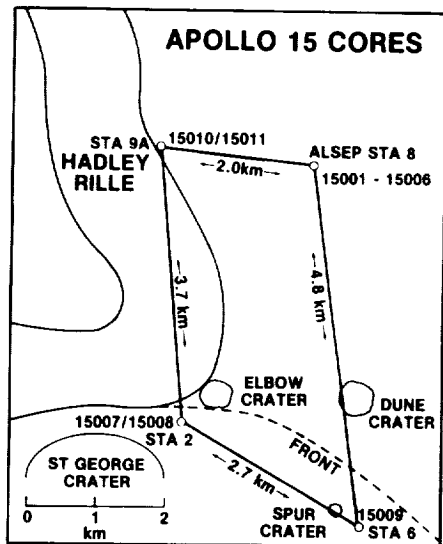 APOLLO 15 CORES
STA 9A
15010/15011
HADLEY
RILLE
←2.0km→
ALSEP STA 8
15001 - 15006
←3.7 km→
←4.8 km→
ELBOW
CRATER
DUNE
CRATER
15007/15008
STA 2
FRONT
ST GEORGE
CRATER
←2.7 km→
SPUR
CRATER
15009
STA 6
0 1 2
km